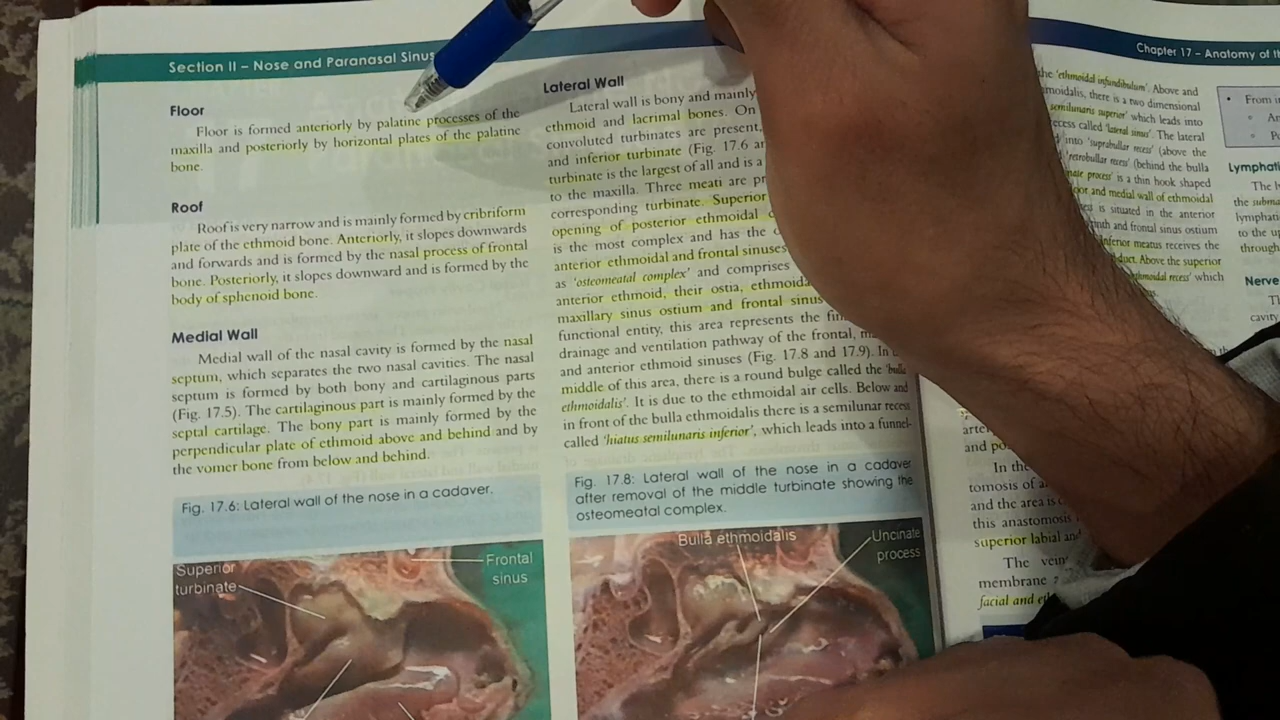 Section II – Nose and Paranasal Sinus
Floor
Floor is formed anteriorly by palatine processes of the
maxilla and posteriorly by horizontal plates of the palatine
bone.
Roof
Roof is very narrow and is mainly formed by cribriform
plate of the ethmoid bone. Anteriorly, it slopes downwards
and forwards and is formed by the nasal process of frontal
bone. Posteriorly, it slopes downward and is formed by the
body of sphenoid bone.
Medial Wall
Medial wall of the nasal cavity is formed by the nasal
septum, which separates the two nasal cavities. The nasal
septum is formed by both bony and cartilaginous parts
(Fig. 17.5). The cartilaginous part is mainly formed by the
septal cartilage. The bony part is mainly formed by the
perpendicular plate of ethmoid above and behind and by
the vomer bone from below and behind.
Fig. 17.6: Lateral wall of the nose in a cadaver.
Superior
turbinate
Frontal
sinus
Lateral Wall
Lateral wall is bony and mainly
ethmoid and lacrimal bones. On
convoluted turbinates are present,
and inferior turbinate (Fig. 17.6
turbinate is the largest of all and is a
to the maxilla. Three meati are
corresponding turbinate. Superior
opening of posterior ethmoidal
is the most complex and has the
anterior ethmoidal and frontal sinuses
as 'osteomeatal complex' and comprises
anterior ethmoid, their ostia,
maxillary sinus ostium and frontal sinus
functional entity, this area represents the
drainage and ventilation pathway of the frontal,
and anterior ethmoid sinuses (Fig. 17.8 and 17.9). In
middle of this area, there is a round bulge called the 'bulla
ethmoidalis'. It is due to the ethmoidal air cells. Below and
in front of the bulla ethmoidalis there is a semilunar recess
called 'hiatus semilunaris inferior', which leads into a funnel-
Fig. 17.8: Lateral wall of the nose in a cadaver
after removal of the middle turbinate showing the
osteomeatal complex.
Bulla ethmoidalis
Uncinate
process
Chapter 17 – Anatomy of
the 'ethmoidal infundibulum'. Above and
there is a two dimensional
semilunaris superior' which leads into
called 'lateral sinus'. The lateral
into 'suprabullar recess' (above the
'retrobullar recess' (behind the bulla
process' is a thin hook shaped
and medial wall of ethmoidal
is situated in the anterior
and frontal sinus ostium
Inferior meatus receives the
duct. Above the superior
recess' which
and
In the
tomosis of
and the area is
this anastomosis
superior labial and
The
membrane
facial and
• From
Lymphati
The
the
lymphat
to the
through
Nerve
cavity